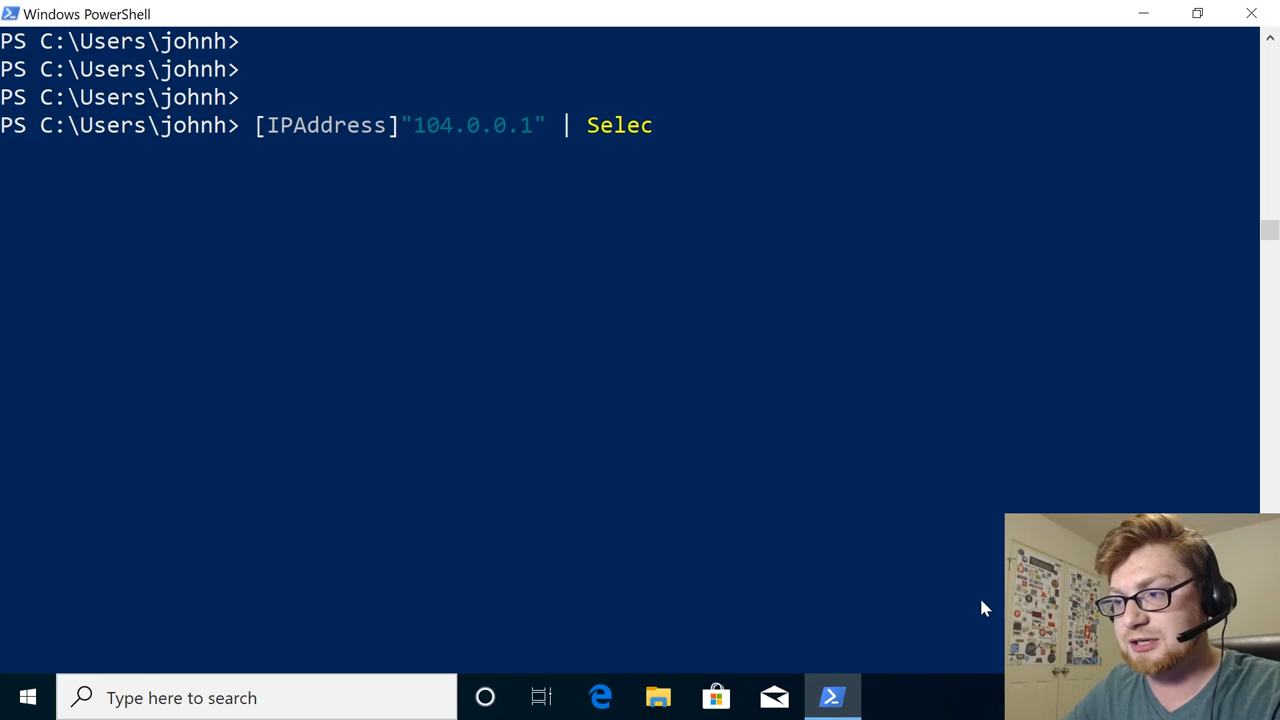 Windows PowerShell
PS C:\Users\johnh>
PS C:\Users\johnh>
PS C:\Users\johnh>
PS C:\Users\johnh> [IPAddress]"104.0.0.1" | Selec
Type here to search